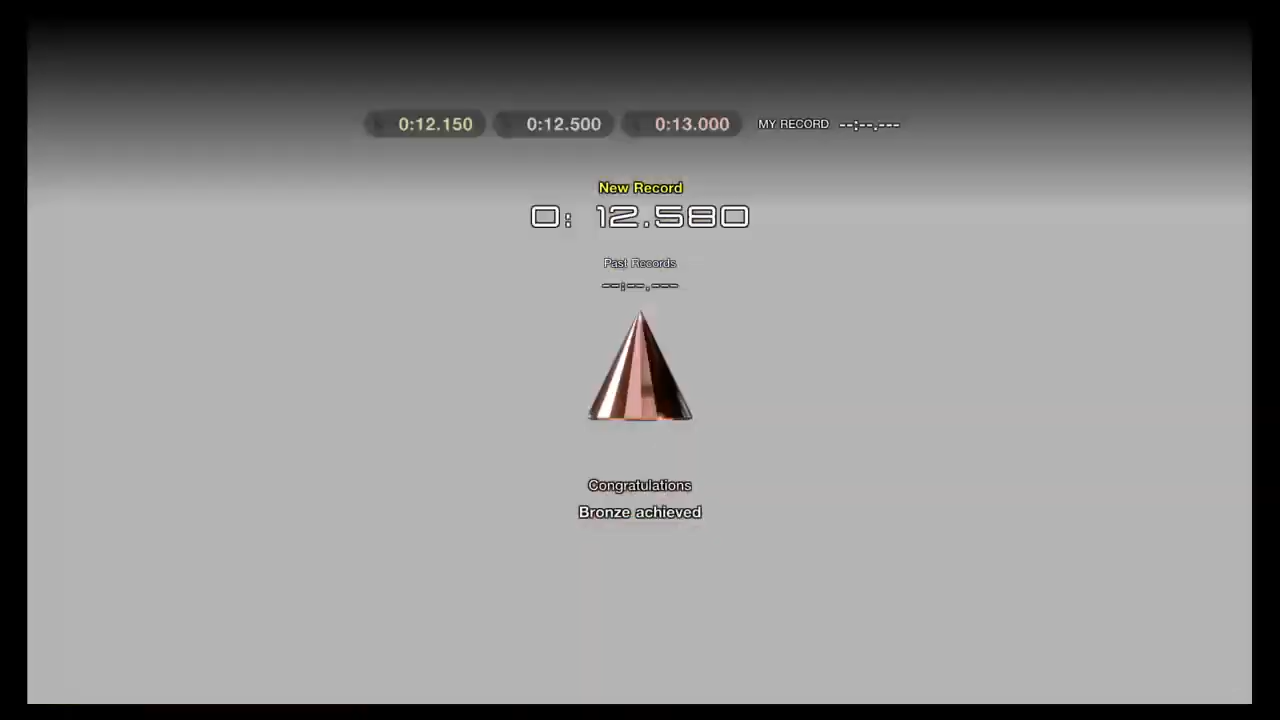 0:12.150 0:12.500 0:13.000 MY RECORD --:--.---
New Record
0: 12.580
Past Records
--:--.---
Congratulations
Bronze achieved